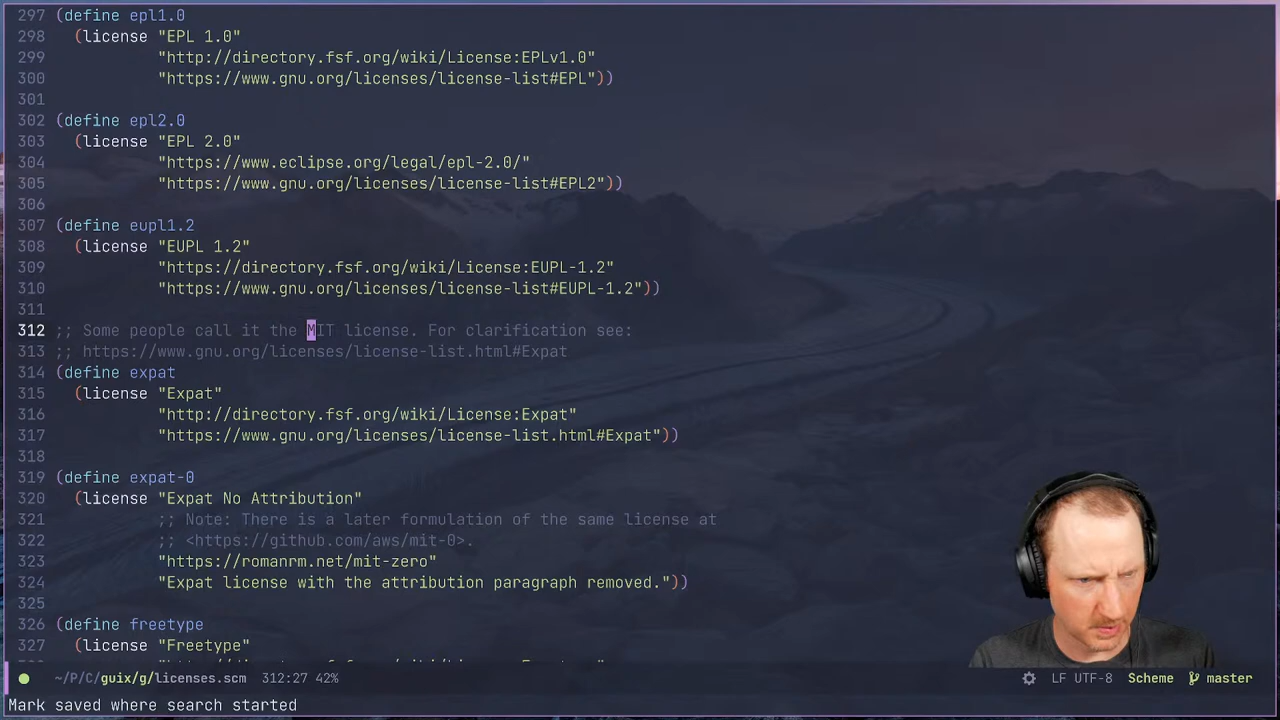 297 (define epl1.0
298   (license "EPL 1.0"
299            "http://directory.fsf.org/wiki/License:EPLv1.0"
300            "https://www.gnu.org/licenses/license-list#EPL"))
301
302 (define epl2.0
303   (license "EPL 2.0"
304            "https://www.eclipse.org/legal/epl-2.0/"
305            "https://www.gnu.org/licenses/license-list#EPL2"))
306
307 (define eupl1.2
308   (license "EUPL 1.2"
309            "https://directory.fsf.org/wiki/License:EUPL-1.2"
310            "https://www.gnu.org/licenses/license-list#EUPL-1.2"))
311
312 ;; Some people call it the MIT license. For clarification see:
313 ;; https://www.gnu.org/licenses/license-list.html#Expat
314 (define expat
315   (license "Expat"
316            "http://directory.fsf.org/wiki/License:Expat"
317            "https://www.gnu.org/licenses/license-list.html#Expat"))
318
319 (define expat-0
320   (license "Expat No Attribution"
321            ;; Note: There is a later formulation of the same license at
322            ;; <https://github.com/aws/mit-0>.
323            "https://romanrm.net/mit-zero"
324            "Expat license with the attribution paragraph removed."))
325
326 (define freetype
327   (license "Freetype"
~/P/C/guix/g/licenses.scm 312:27 42% LF UTF-8 Scheme master
Mark saved where search started